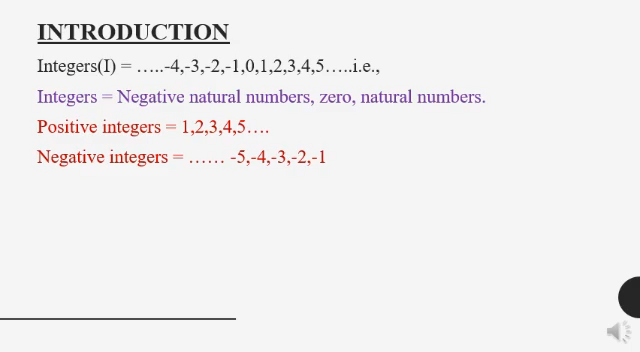 INTRODUCTION
Integers(I) = …..-4,-3,-2,-1,0,1,2,3,4,5…..i.e.,
Integers = Negative natural numbers, zero, natural numbers.
Positive integers = 1,2,3,4,5….
Negative integers = …… -5,-4,-3,-2,-1